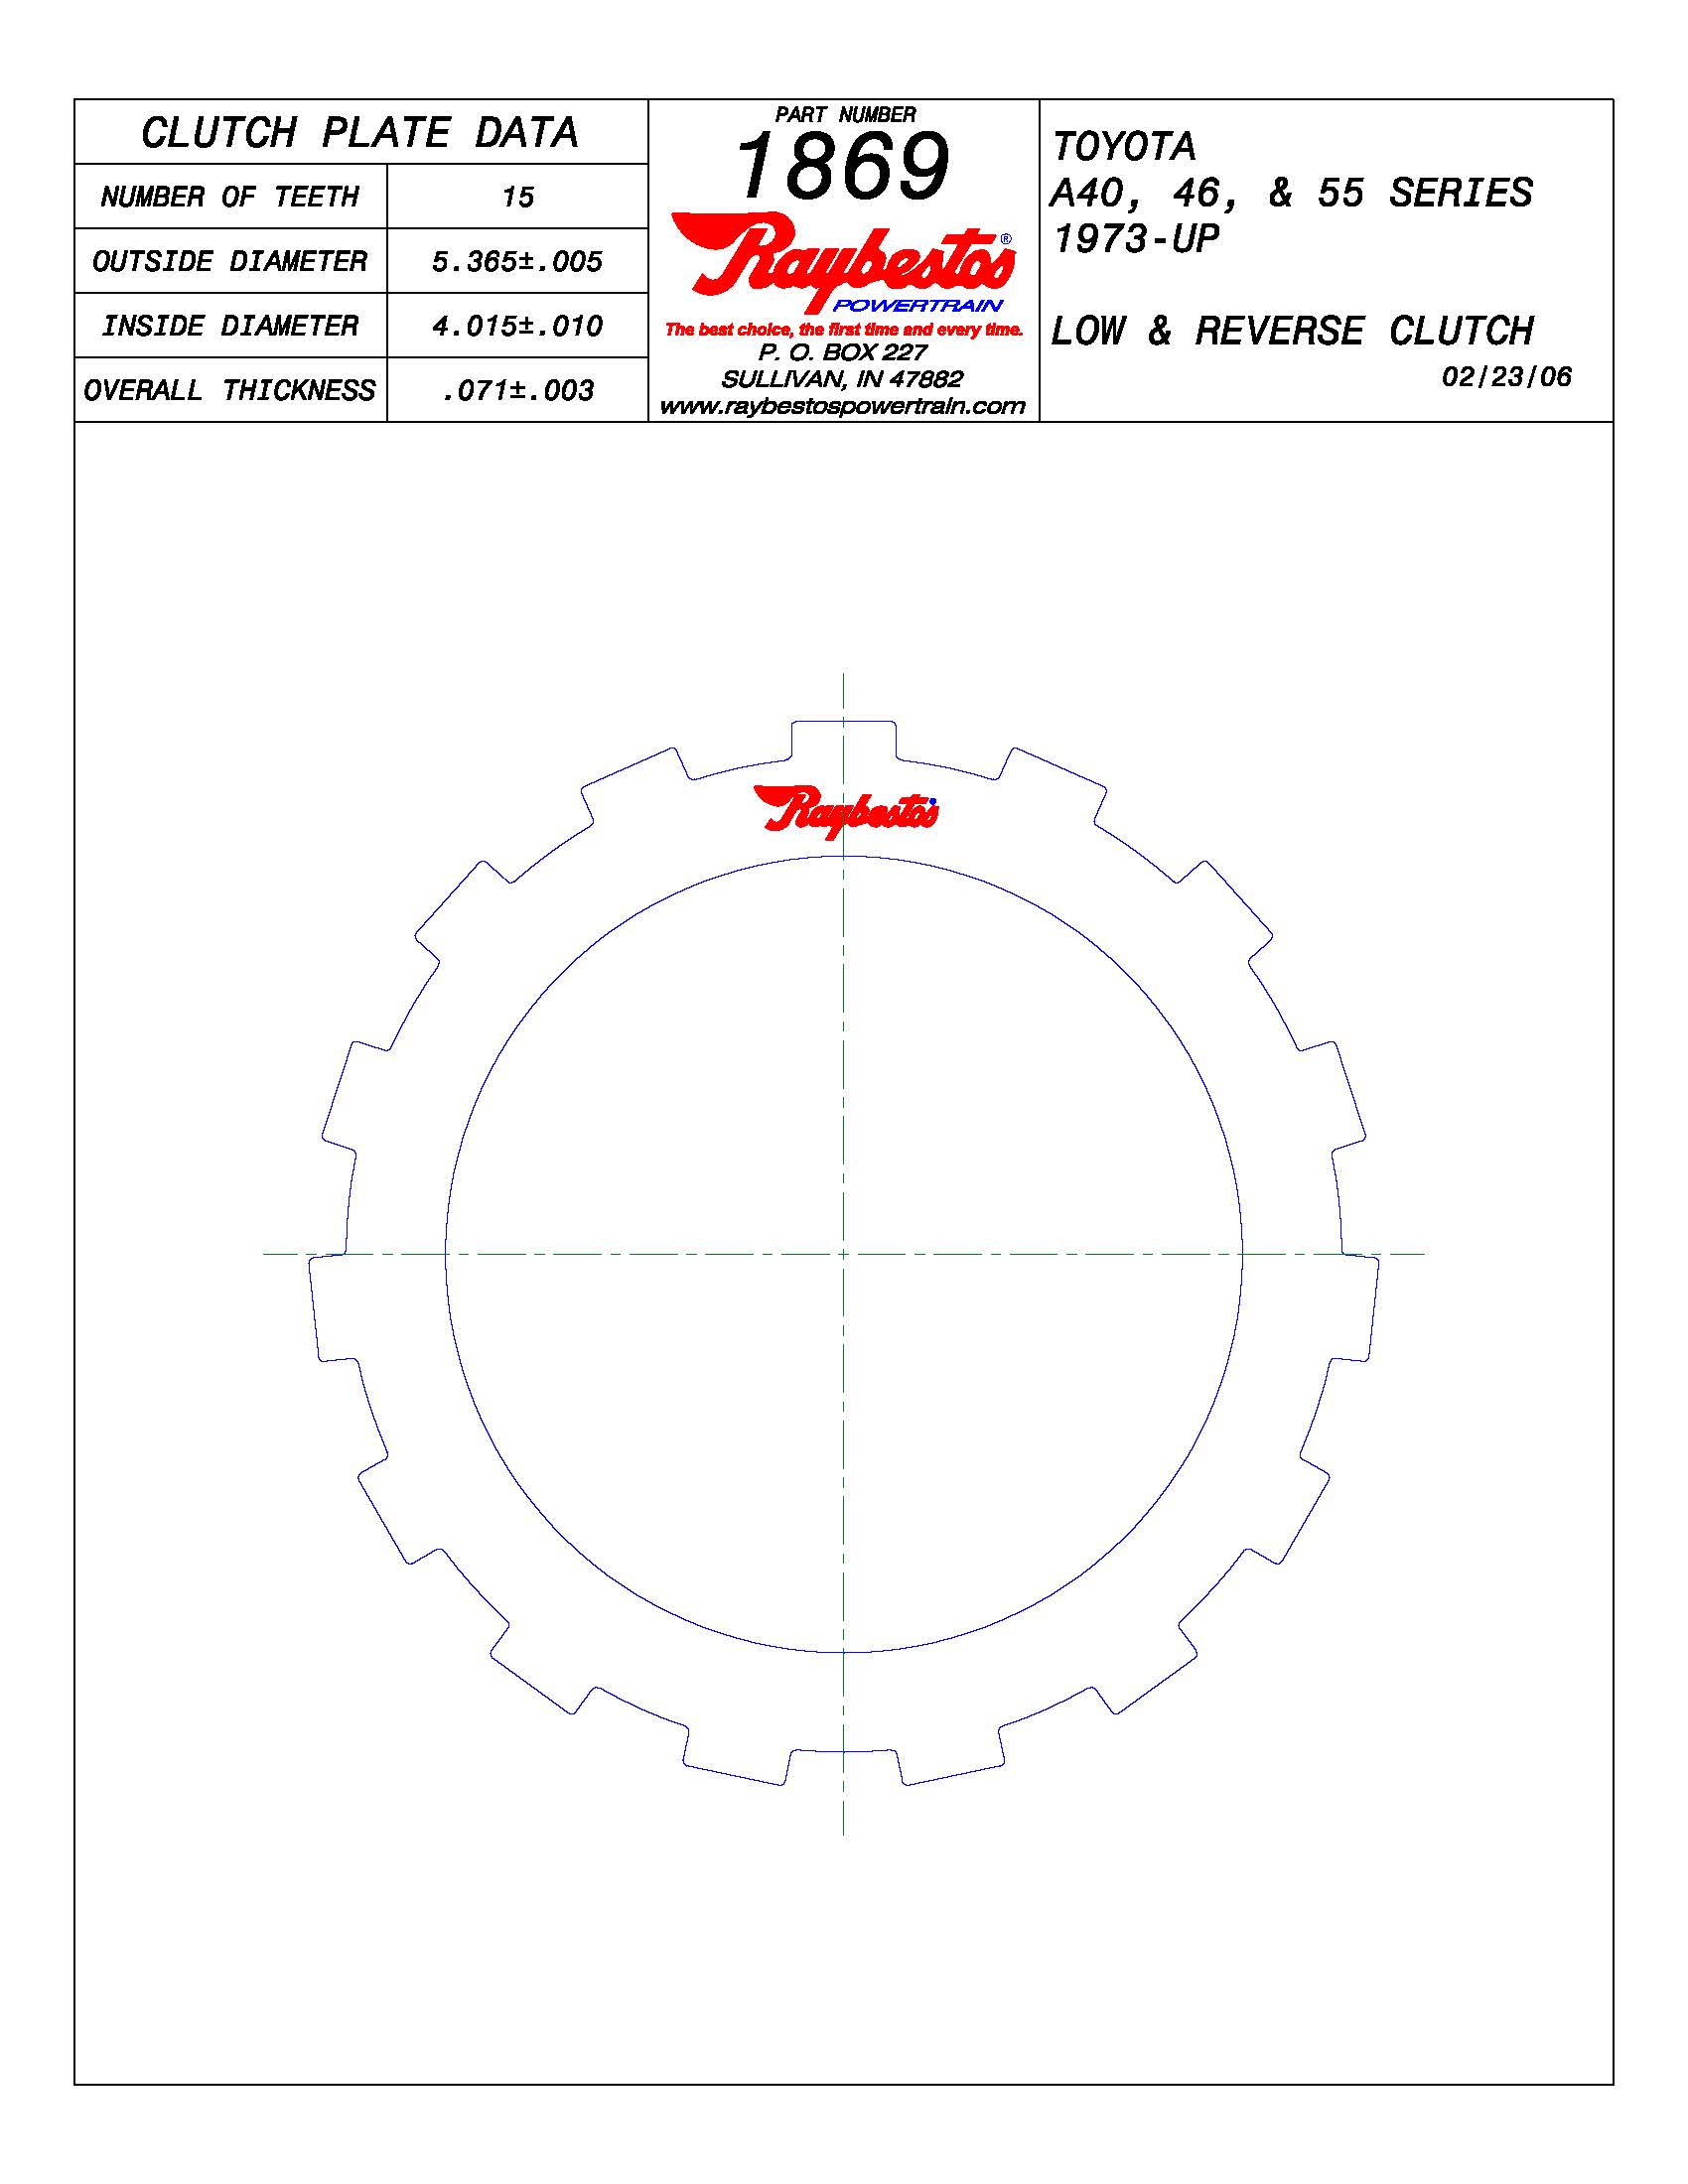 CLUTCH PLATE DATA
NUMBER OF TEETH 15
OUTSIDE DIAMETER 5.365±.005
INSIDE DIAMETER 4.015±.010
OVERALL THICKNESS .071±.003
PART NUMBER
1869
Raybestos®
POWERTRAIN
The best choice, the first time and every time.
P. O. BOX 227
SULLIVAN, IN 47882
www.raybestospowertrain.com
TOYOTA
A40, 46, & 55 SERIES
1973-UP
LOW & REVERSE CLUTCH
02/23/06
Raybestos